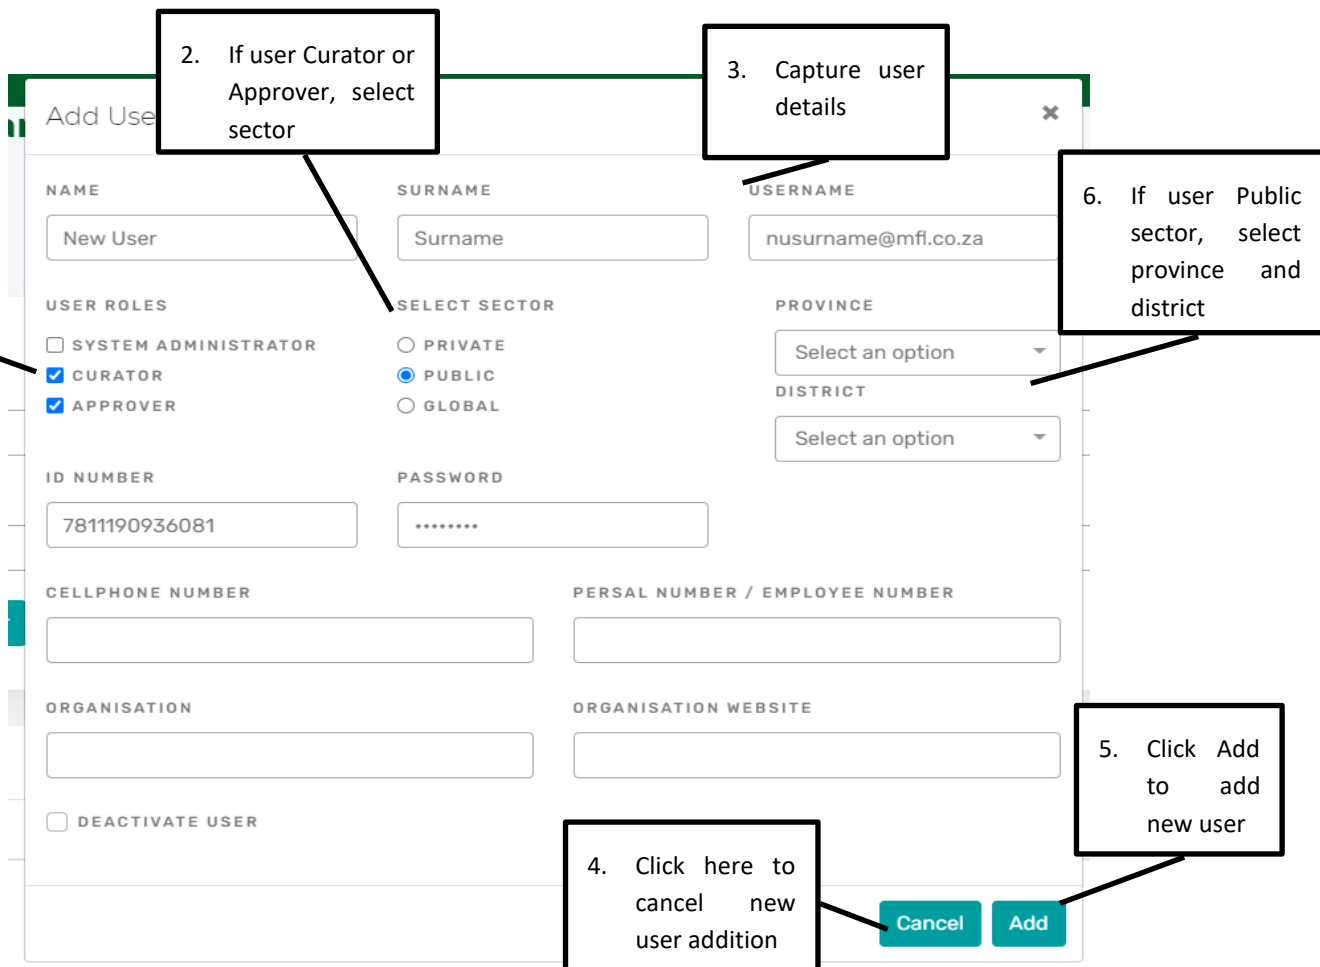 2. If user Curator or
Approver, select
sector
3. Capture user
details
Add Use
×
NAME
SURNAME
USERNAME
New User
Surname
nusurname@mfl.co.za
6. If user Public
sector, select
province and
district
USER ROLES
SELECT SECTOR
PROVINCE
SYSTEM ADMINISTRATOR
PRIVATE
Select an option
CURATOR
PUBLIC
DISTRICT
APPROVER
GLOBAL
Select an option
ID NUMBER
PASSWORD
7811190936081
••••••••
CELLPHONE NUMBER
PERSAL NUMBER / EMPLOYEE NUMBER
ORGANISATION
ORGANISATION WEBSITE
5. Click Add
to add
new user
DEACTIVATE USER
4. Click here to
cancel new
user addition
Cancel
Add